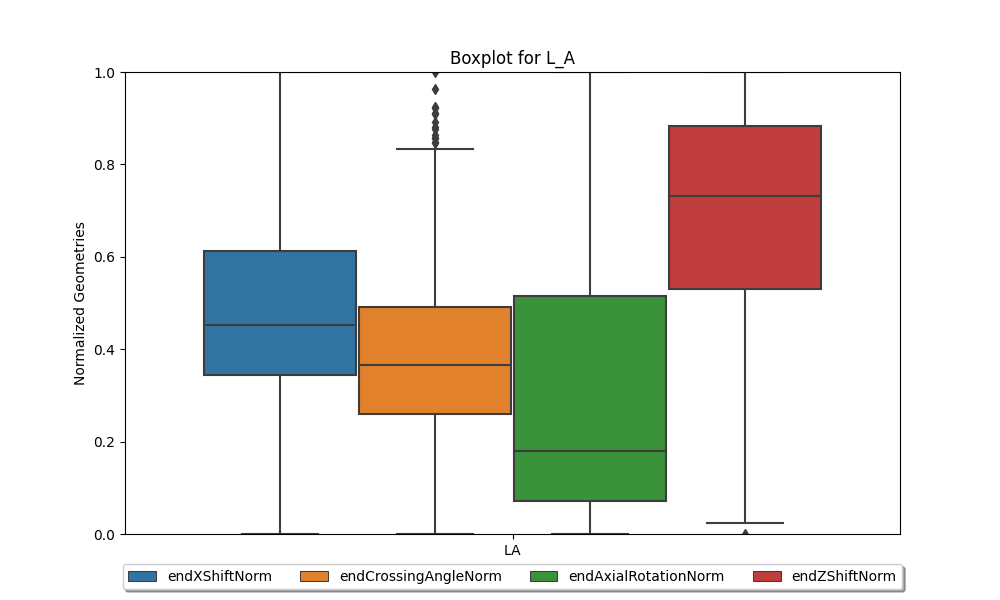 Boxplot for L_A
1.0
0.8
0.6
0.4
0.2
0.0
Normalized Geometries
LA
endXShiftNorm endCrossingAngleNorm endAxialRotationNorm endZShiftNorm